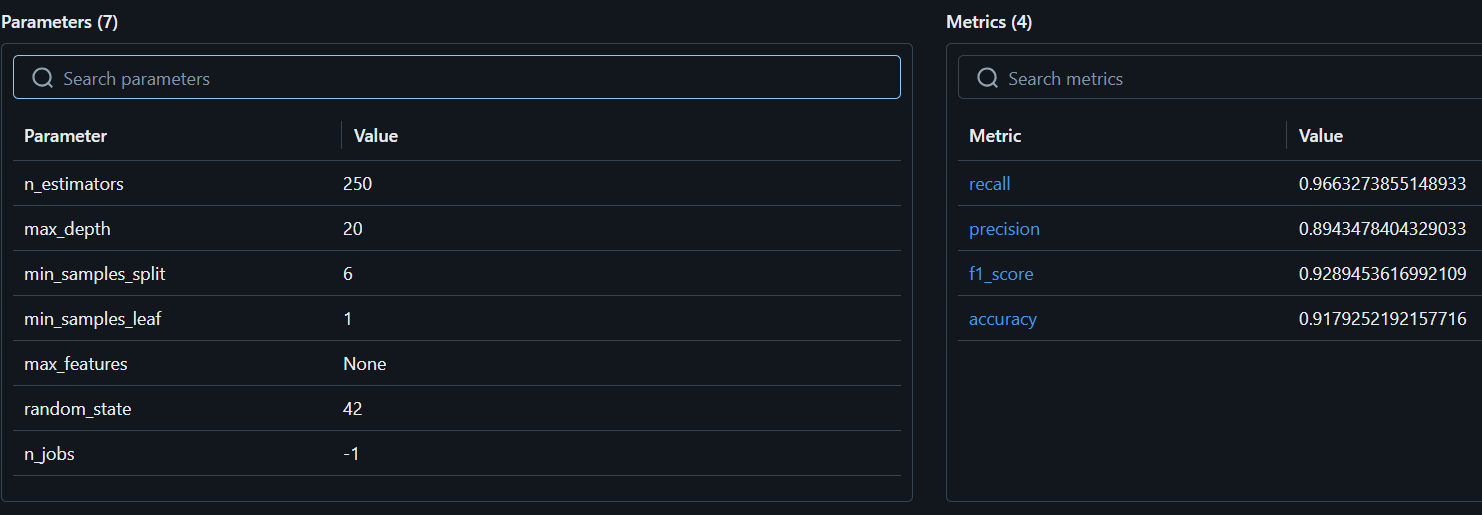 Parameters (7)
Search parameters
Parameter Value
n_estimators 250
max_depth 20
min_samples_split 6
min_samples_leaf 1
max_features None
random_state 42
n_jobs -1
Metrics (4)
Search metrics
Metric Value
recall 0.9663273855148933
precision 0.8943478404329033
f1_score 0.9289453616992109
accuracy 0.9179252192157716